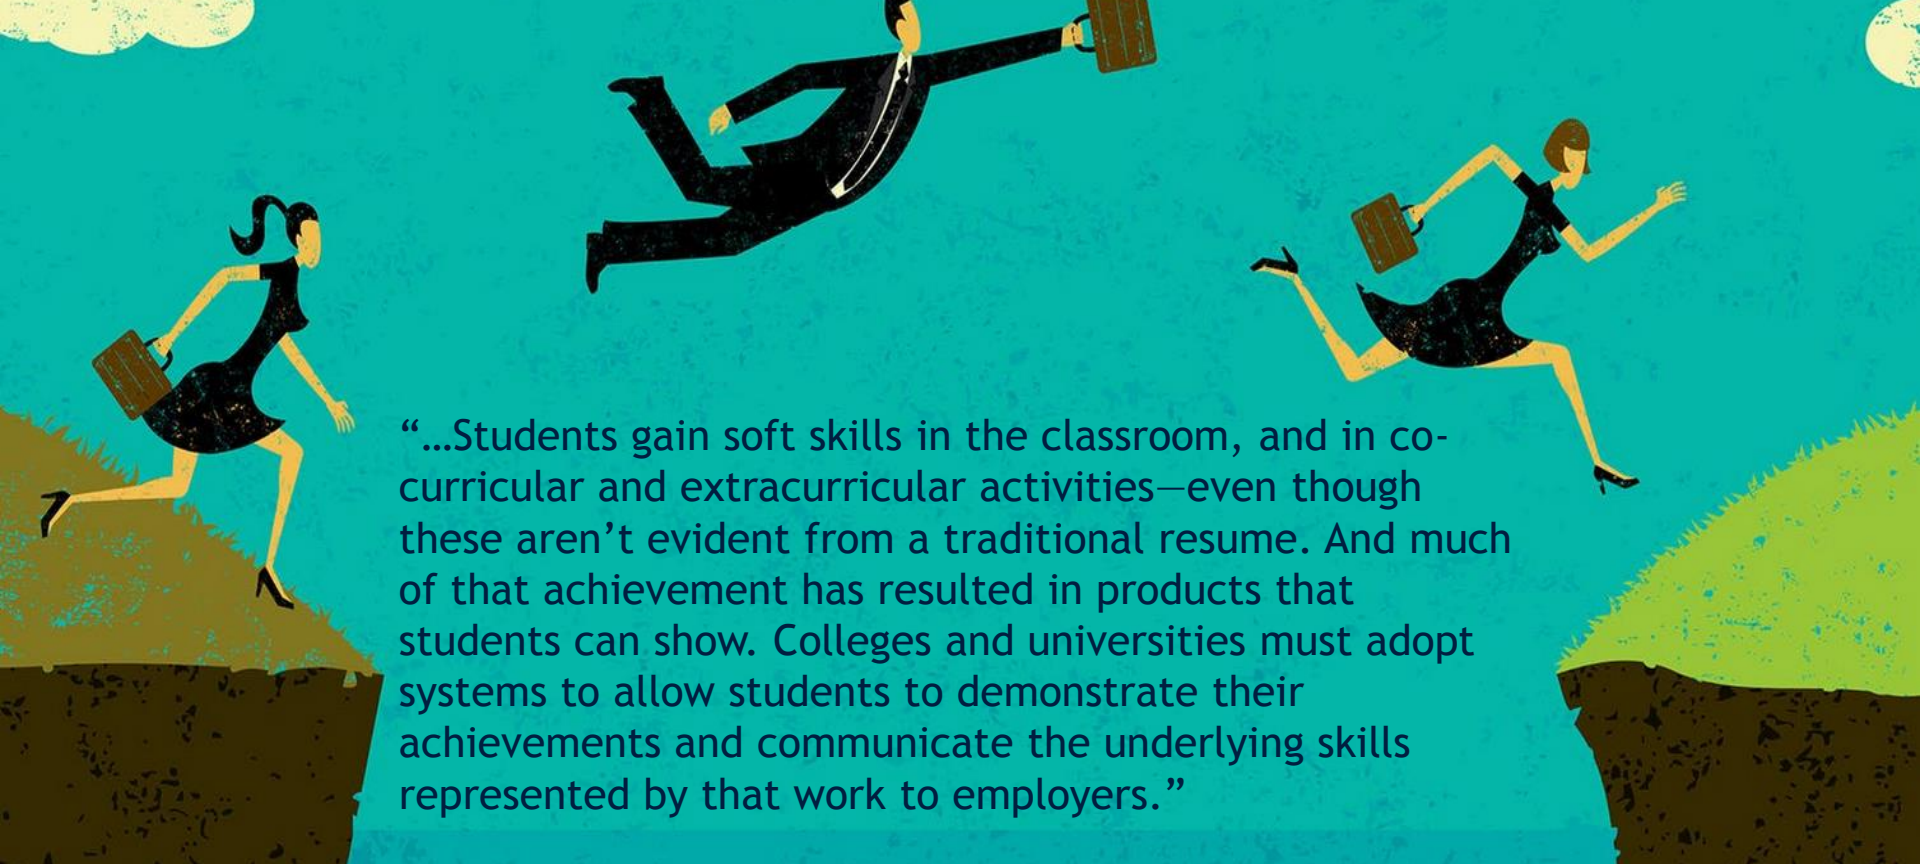 “…Students gain soft skills in the classroom, and in co-
curricular and extracurricular activities—even though
these aren’t evident from a traditional resume. And much
of that achievement has resulted in products that
students can show. Colleges and universities must adopt
systems to allow students to demonstrate their
achievements and communicate the underlying skills
represented by that work to employers.”